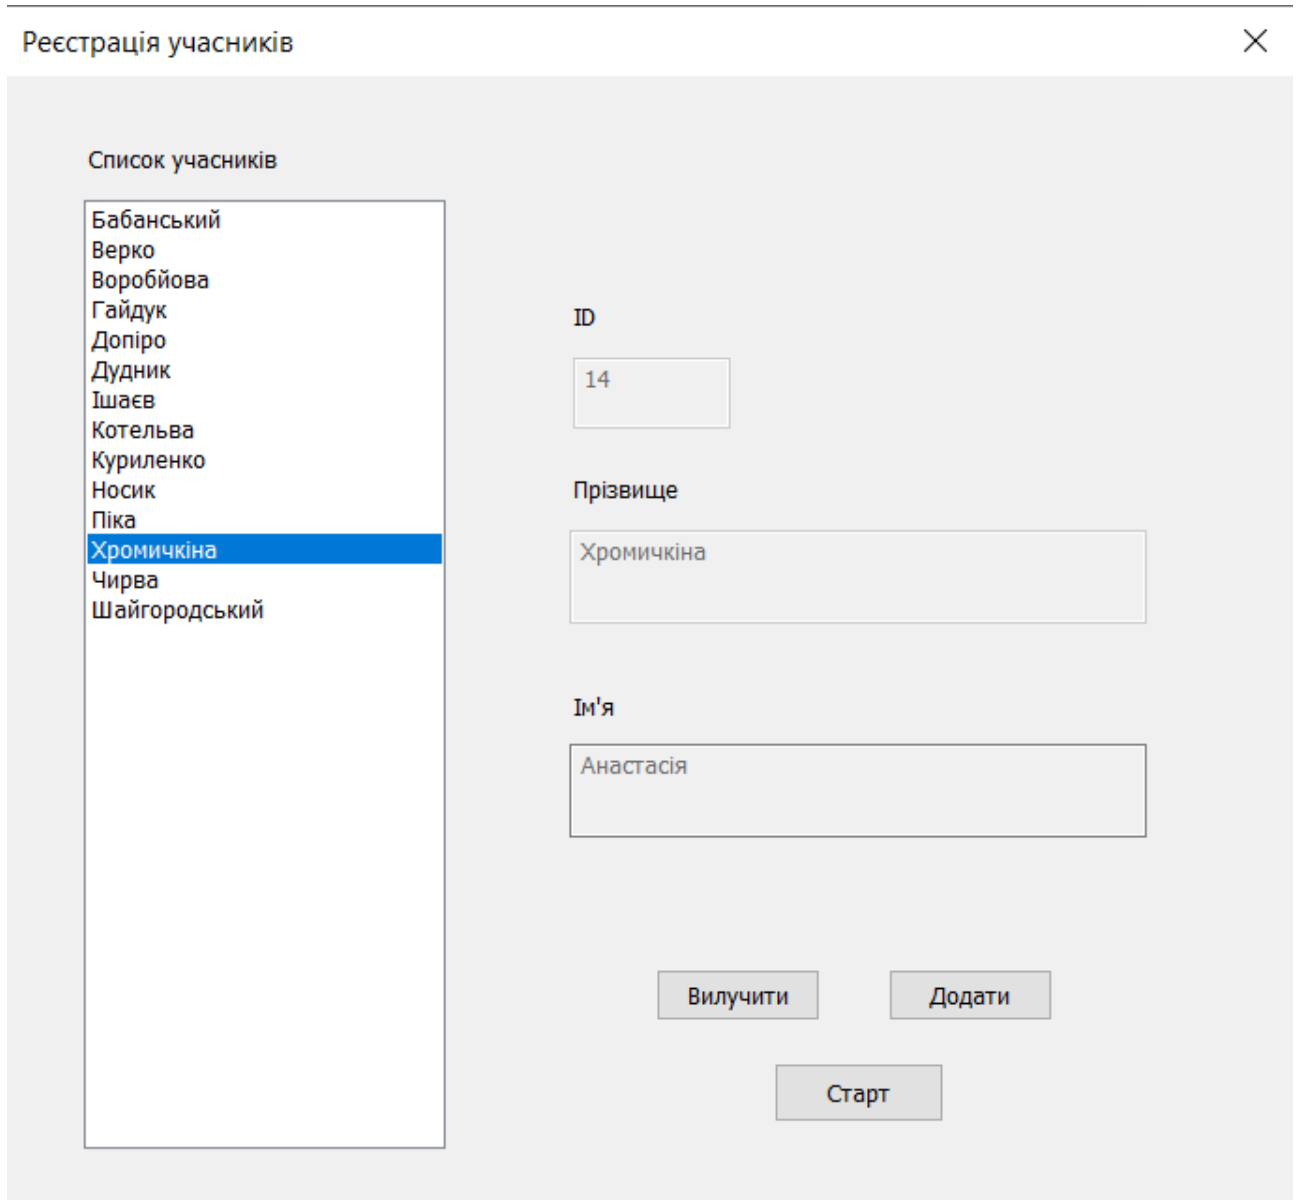 Реєстрація учасників
Список учасників
Бабанський
Верко
Воробйова
Гайдук
Допіро
Дудник
Ішаєв
Котельва
Куриленко
Носик
Піка
Хромичкіна
Чирва
Шайгородський
ID
14
Прізвище
Хромичкіна
Ім'я
Анастасія
Вилучити
Додати
Старт